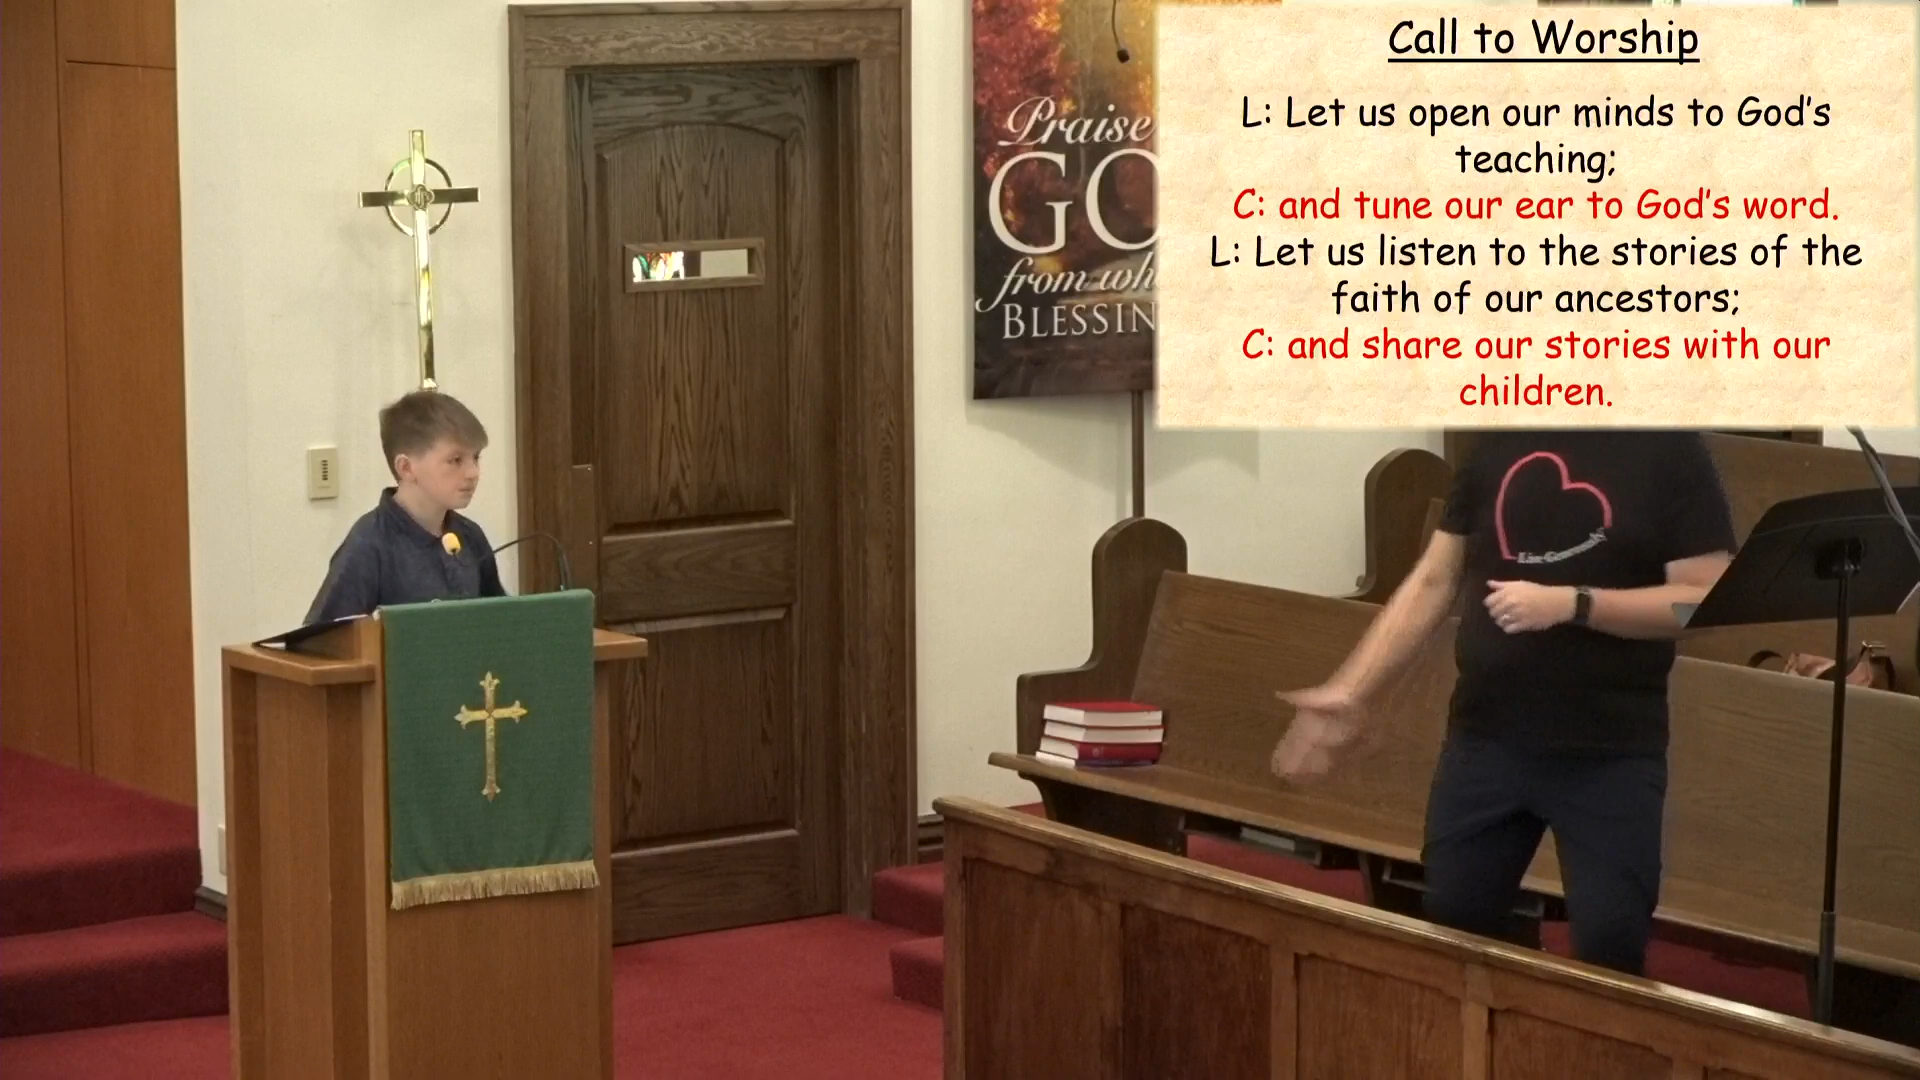 Call to Worship
L: Let us open our minds to God's
teaching;
C: and tune our ear to God's word.
L: Let us listen to the stories of the
faith of our ancestors;
C: and share our stories with our
children.
Praise
GO
from wh
BLESSIN
Live Generously